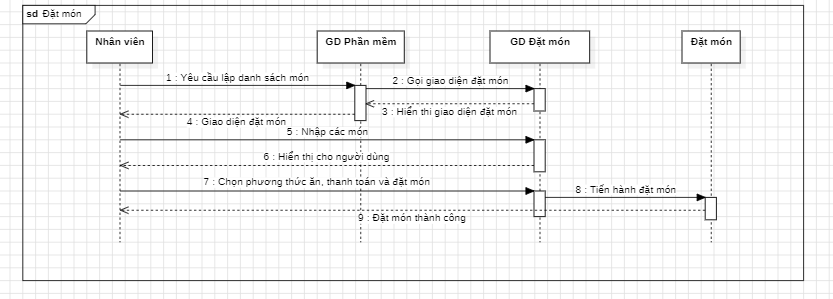 sd Đặt món
Nhân viên
GD Phần mềm
GD Đặt món
Đặt món
1 : Yêu cầu lập danh sách món
2 : Gọi giao diện đặt món
3 : Hiển thi giao diện đặt món
4 : Giao diện đặt món
5 : Nhập các món
6 : Hiển thị cho người dùng
7 : Chọn phương thức ăn, thanh toán và đặt món
8 : Tiến hành đặt món
9 : Đặt món thành công